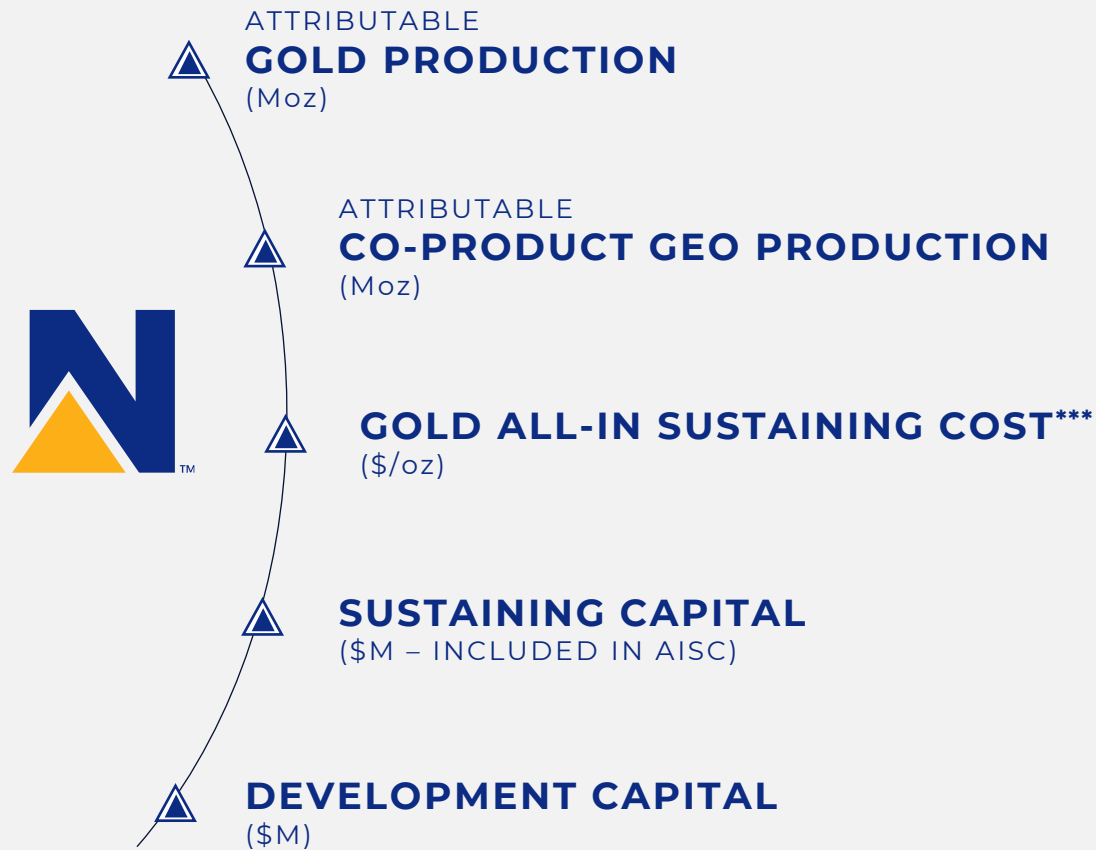 ATTRIBUTABLE
GOLD PRODUCTION
(Moz)
ATTRIBUTABLE
CO-PRODUCT GEO PRODUCTION
(Moz)
N
TM
GOLD ALL-IN SUSTAINING COST***
($/oz)
SUSTAINING CAPITAL
($M – INCLUDED IN AISC)
DEVELOPMENT CAPITAL
($M)